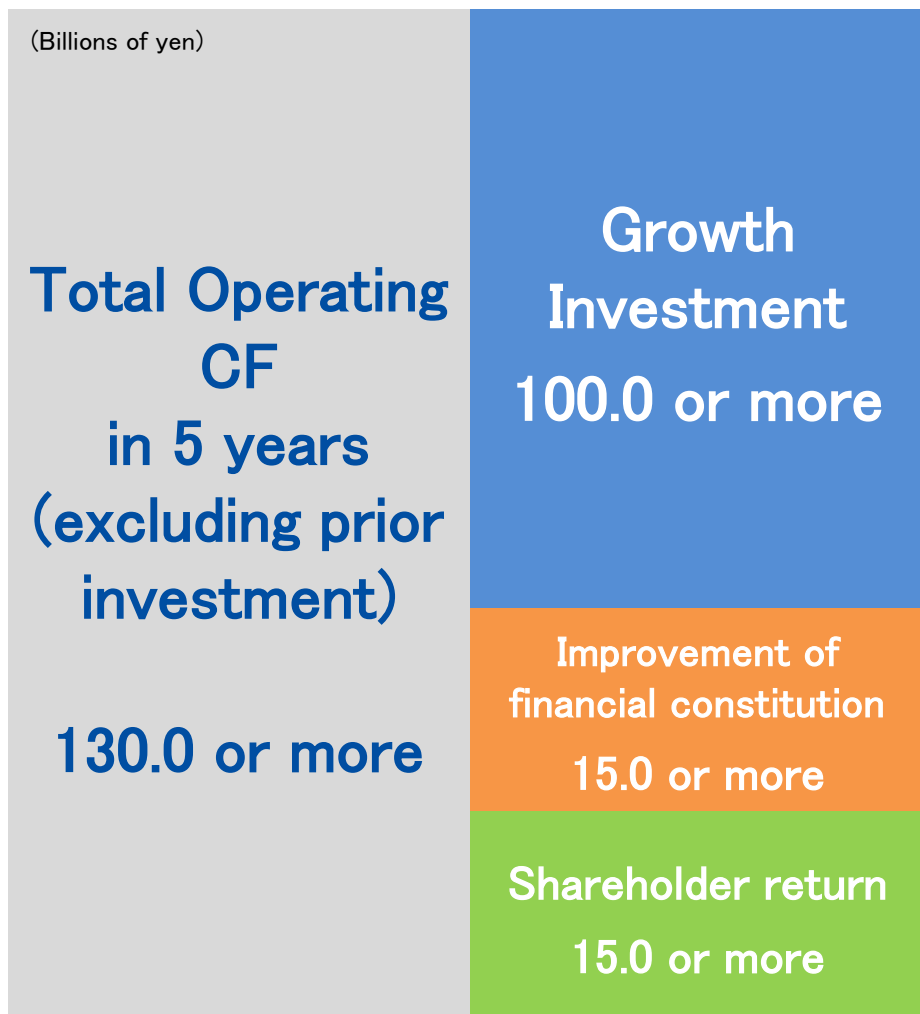 (Billions of yen)
Total Operating
CF
in 5 years
(excluding prior
investment)
130.0 or more
Growth
Investment
100.0 or more
Improvement of
financial constitution
15.0 or more
Shareholder return
15.0 or more